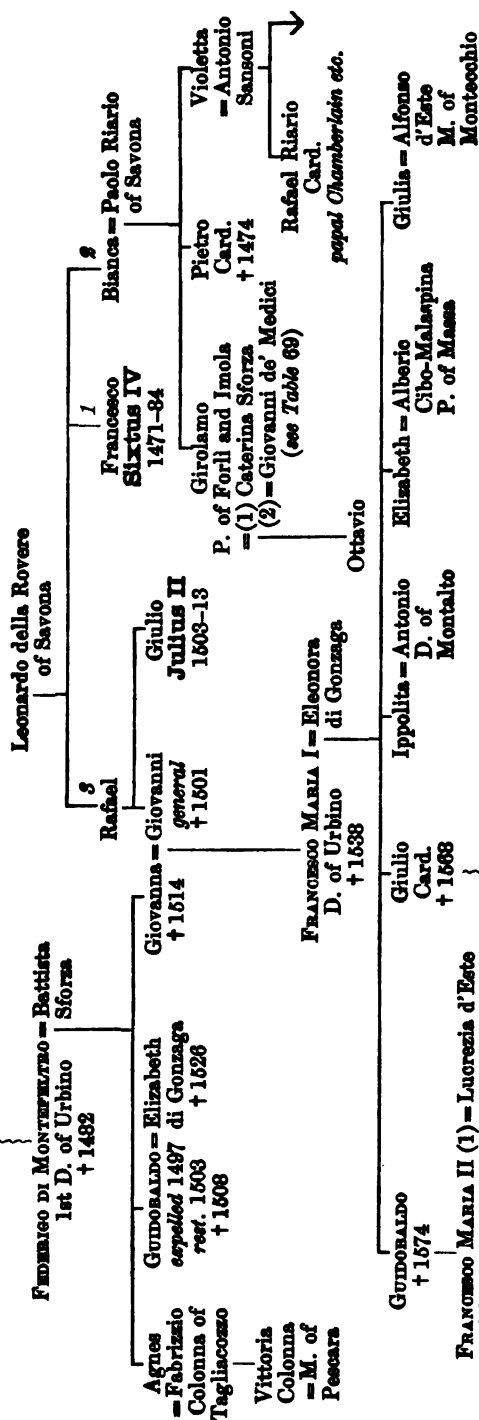 Leonardo della Rovere
of Savona
3
Rafael
1
Francesco
Sixtus IV
1471–84
2
Bianca = Paolo Riario
of Savona
FEDERIGO DI MONTEFELTRO = Battista
Sforza
1st D. of Urbino
† 1482
Agnes
= Fabrizzio
Colonna of
Tagliacozzo
GUIDOBALDO = Elizabeth
expelled 1497 di Gonzaga
rest. 1503 † 1526
† 1508
Giovanna = Giovanni
† 1514
general
† 1501
Giulio
Julius II
1503–13
Girolamo
P. of Forlì and Imola
= (1) Caterina Sforza
(2) = Giovanni de' Medici
(see Table 69)
Pietro
Card.
† 1474
Violetta
= Antonio
Sansoni
Vittoria
Colonna
= M. of
Pescara
FRANCESCO MARIA I = Eleonora
D. of Urbino di Gonzaga
† 1538
Ottavio
Rafael Riario
Card.
papal Chamberlain etc.
GUIDOBALDO
† 1574
Giulio
Card.
† 1568
Ippolita = Antonio
D. of
Montalto
Elizabeth = Alberic
Cibo-Malaspina
P. of Massa
Giulia = Alfonso
d'Este
M. of
Montecchio
FRANCESCO MARIA II (1) = Lucrezia d'Este